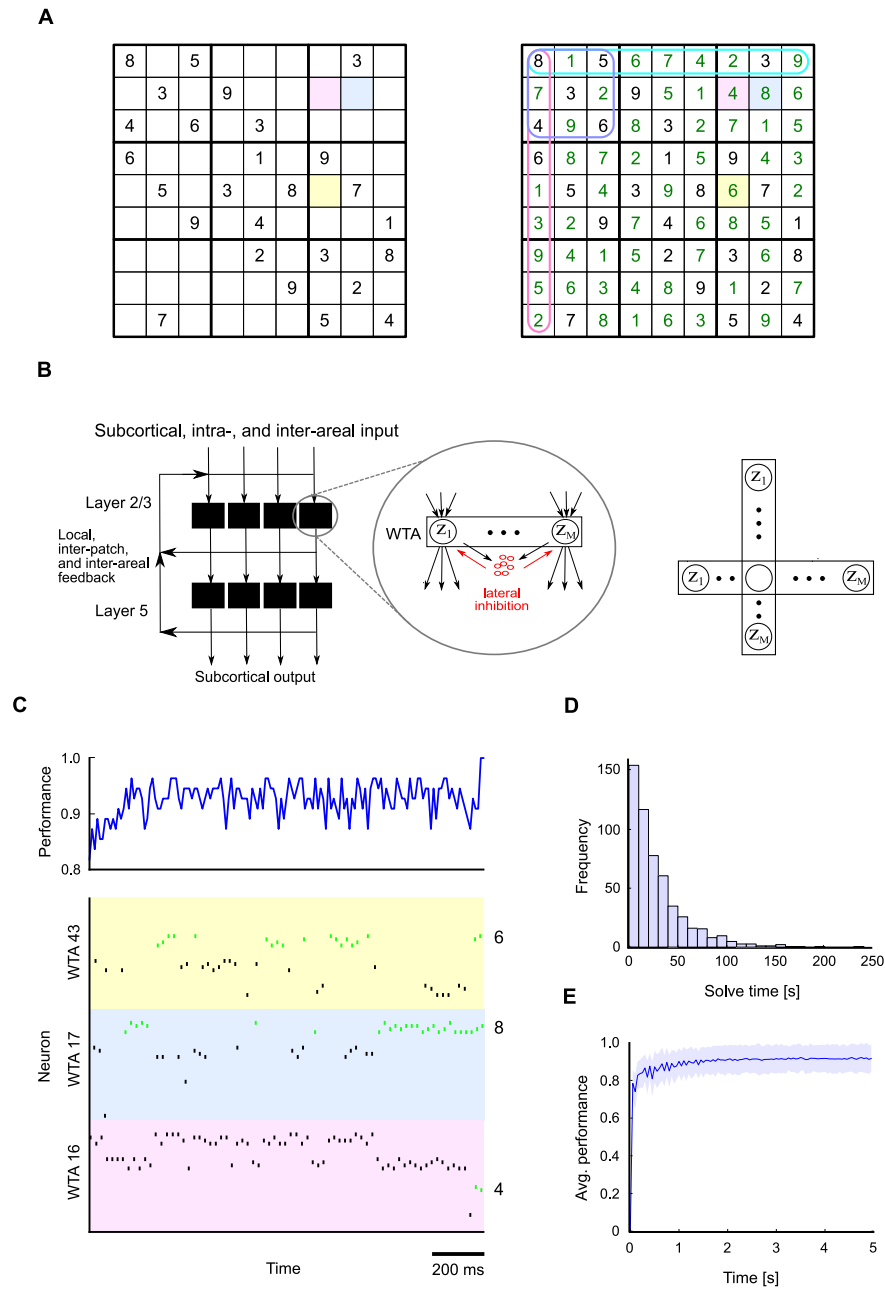 A
8 5 3
3 9
4 6 3
6 1 9
5 3 8 7
9 4 1
2 3 8
9 2
7 5 4
8 1 5 6 7 4 2 3 9
7 3 2 9 5 1 4 8 6
4 9 6 8 3 2 7 1 5
6 8 7 2 1 5 9 4 3
1 5 4 3 9 8 6 7 2
3 2 9 7 4 6 8 5 1
9 4 1 5 2 7 3 6 8
5 6 3 4 8 9 1 2 7
2 7 8 1 6 3 5 9 4
B
Subcortical, intra-, and inter-areal input
Layer 2/3
Local,
inter-patch,
and inter-areal
feedback
Layer 5
Subcortical output
WTA
z1 zM
lateral
inhibition
z1
z1 zM
zM
C
Performance
1.0
0.9
0.8
Neuron
WTA 43
6
WTA 17
8
WTA 16
4
Time
200 ms
D
Frequency
150
100
50
0
0 50 100 150 200 250
Solve time [s]
E
Avg. performance
1.0
0.8
0.6
0.4
0.2
0
0 1 2 3 4 5
Time [s]